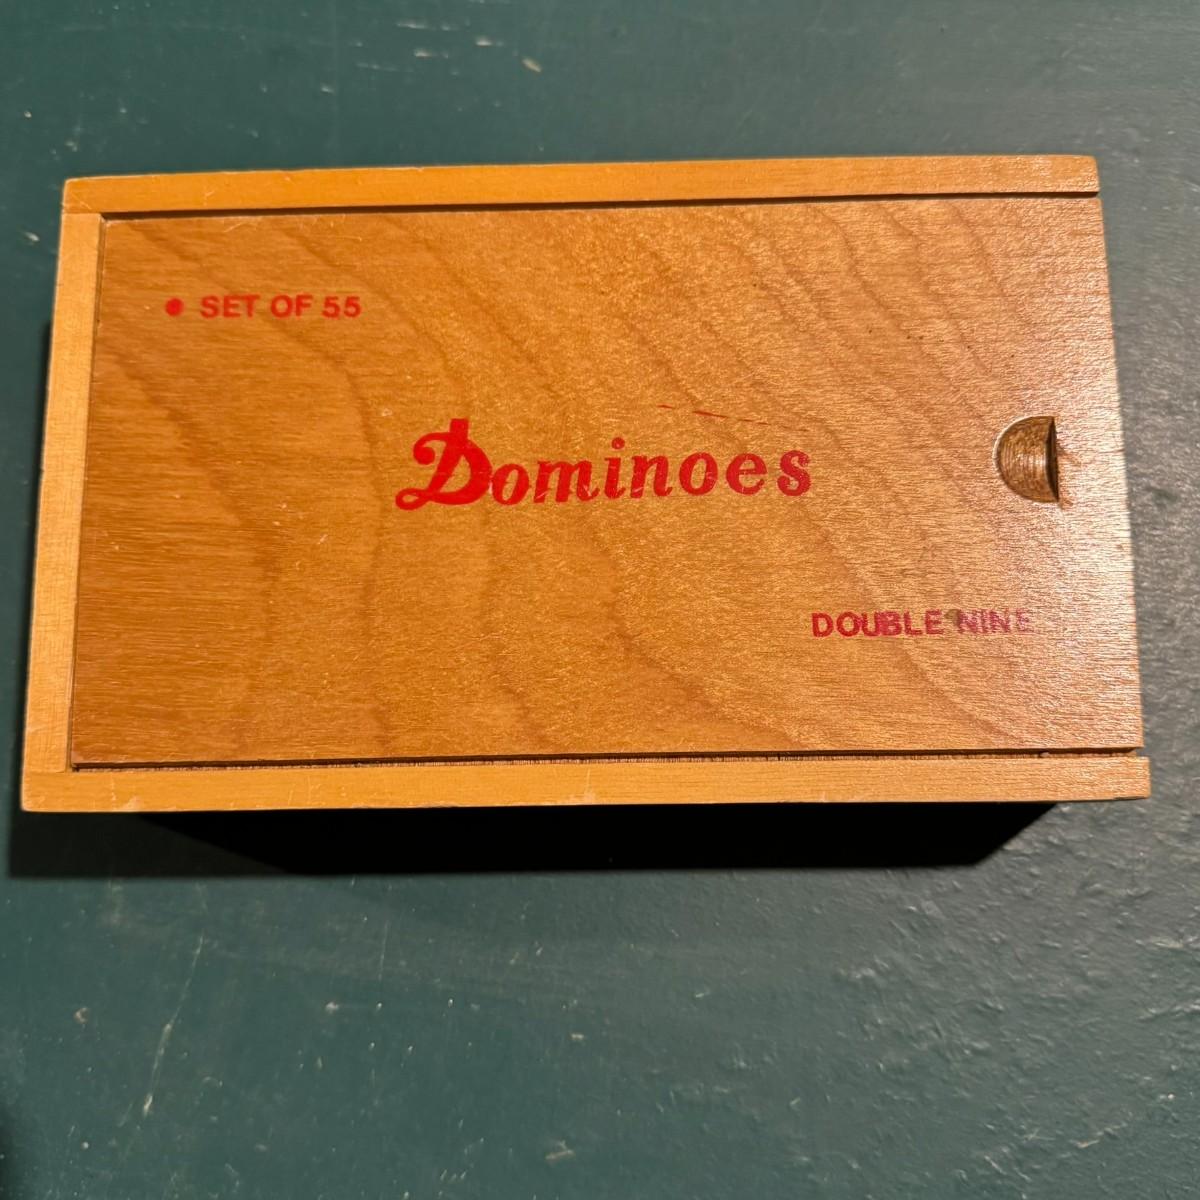 ● SET OF 55
Dominoes
DOUBLE NINE